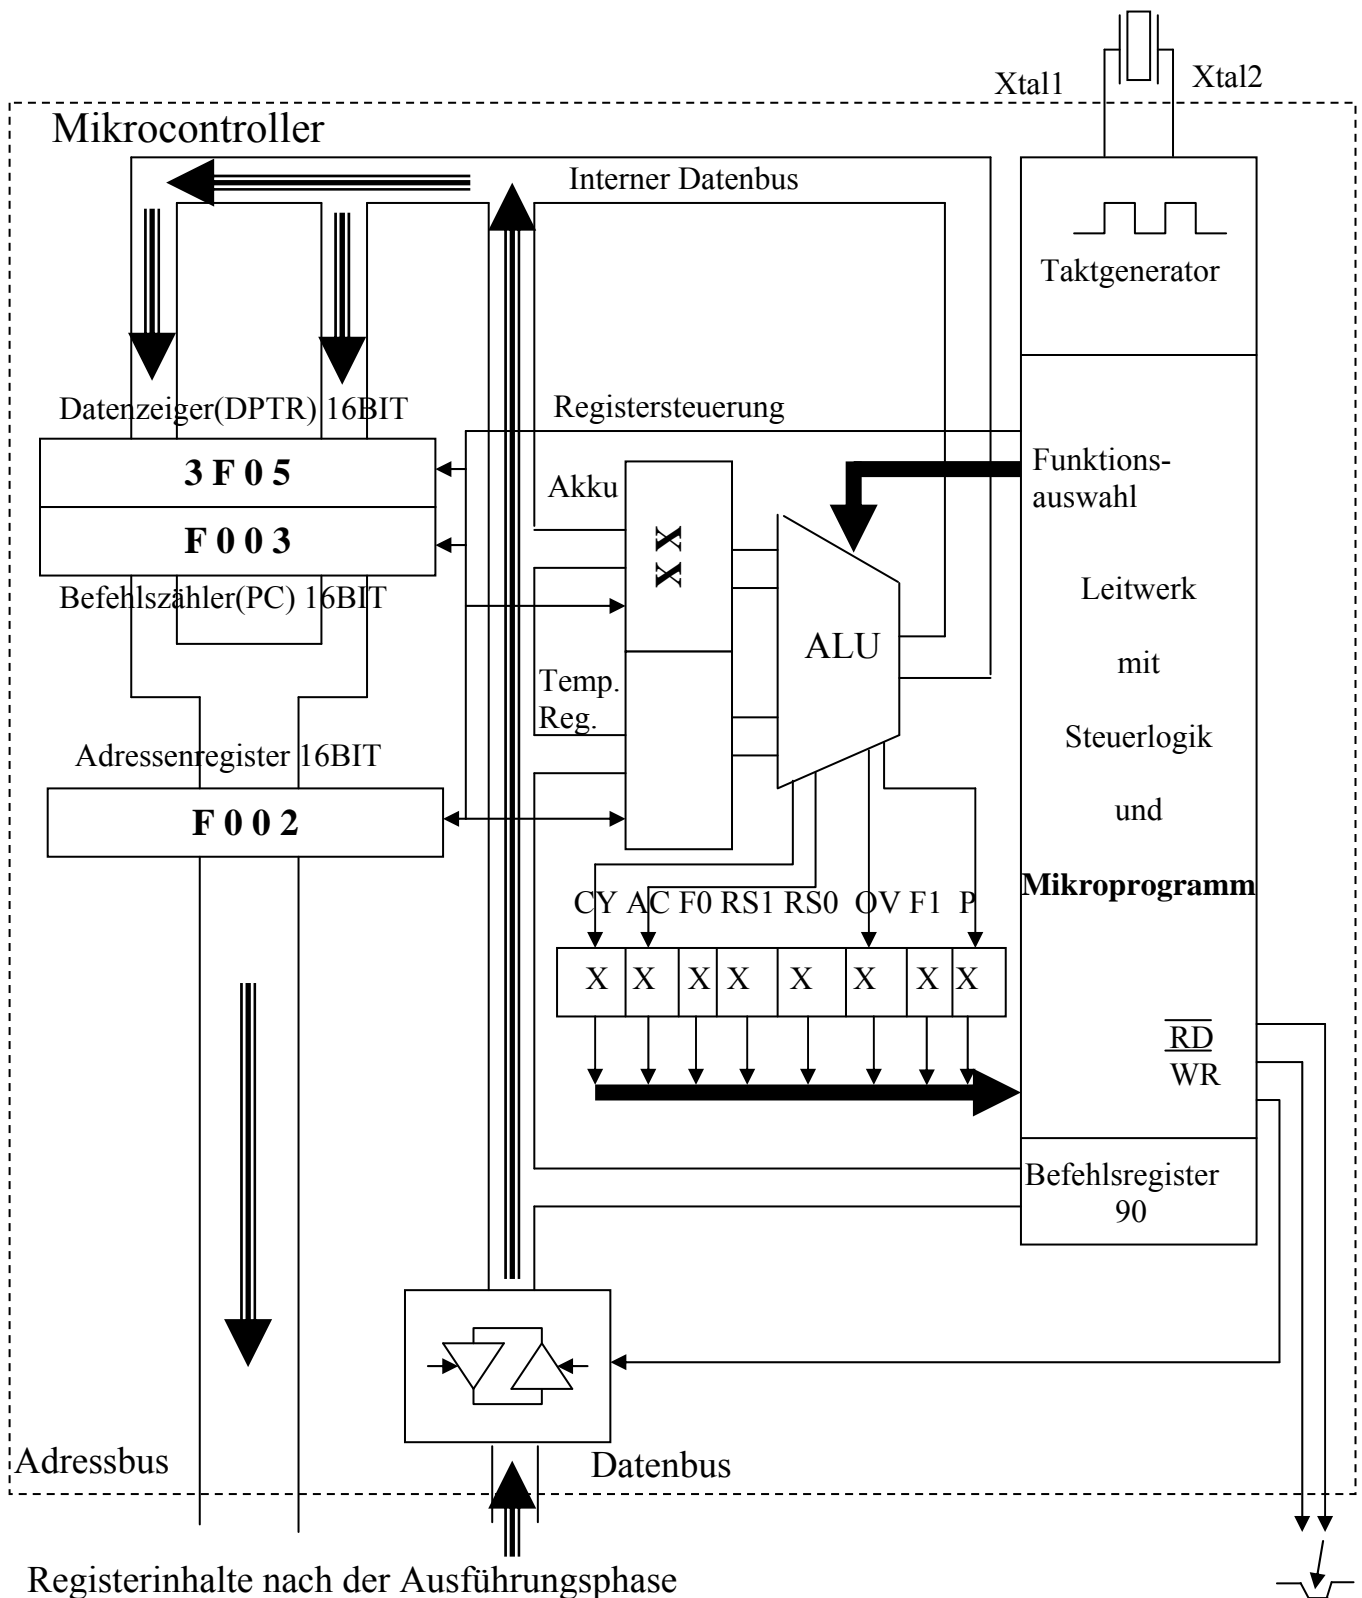 Xtal1 Xtal2
Mikrocontroller
Interner Datenbus
Taktgenerator
Datenzeiger(DPTR) 16BIT
3 F 0 5
F 0 0 3
Befehlszähler(PC) 16BIT
Registersteuerung
Akku
X X
Funktions-
auswahl
ALU
Temp.
Reg.
Leitwerk
mit
Steuerlogik
und
Mikroprogramm
Adressenregister 16BIT
F 0 0 2
CY AC F0 RS1 RS0 OV F1 P
X X X X X X X X
RD
WR
Befehlsregister
90
Adressbus
Datenbus
Registerinhalte nach der Ausführungsphase